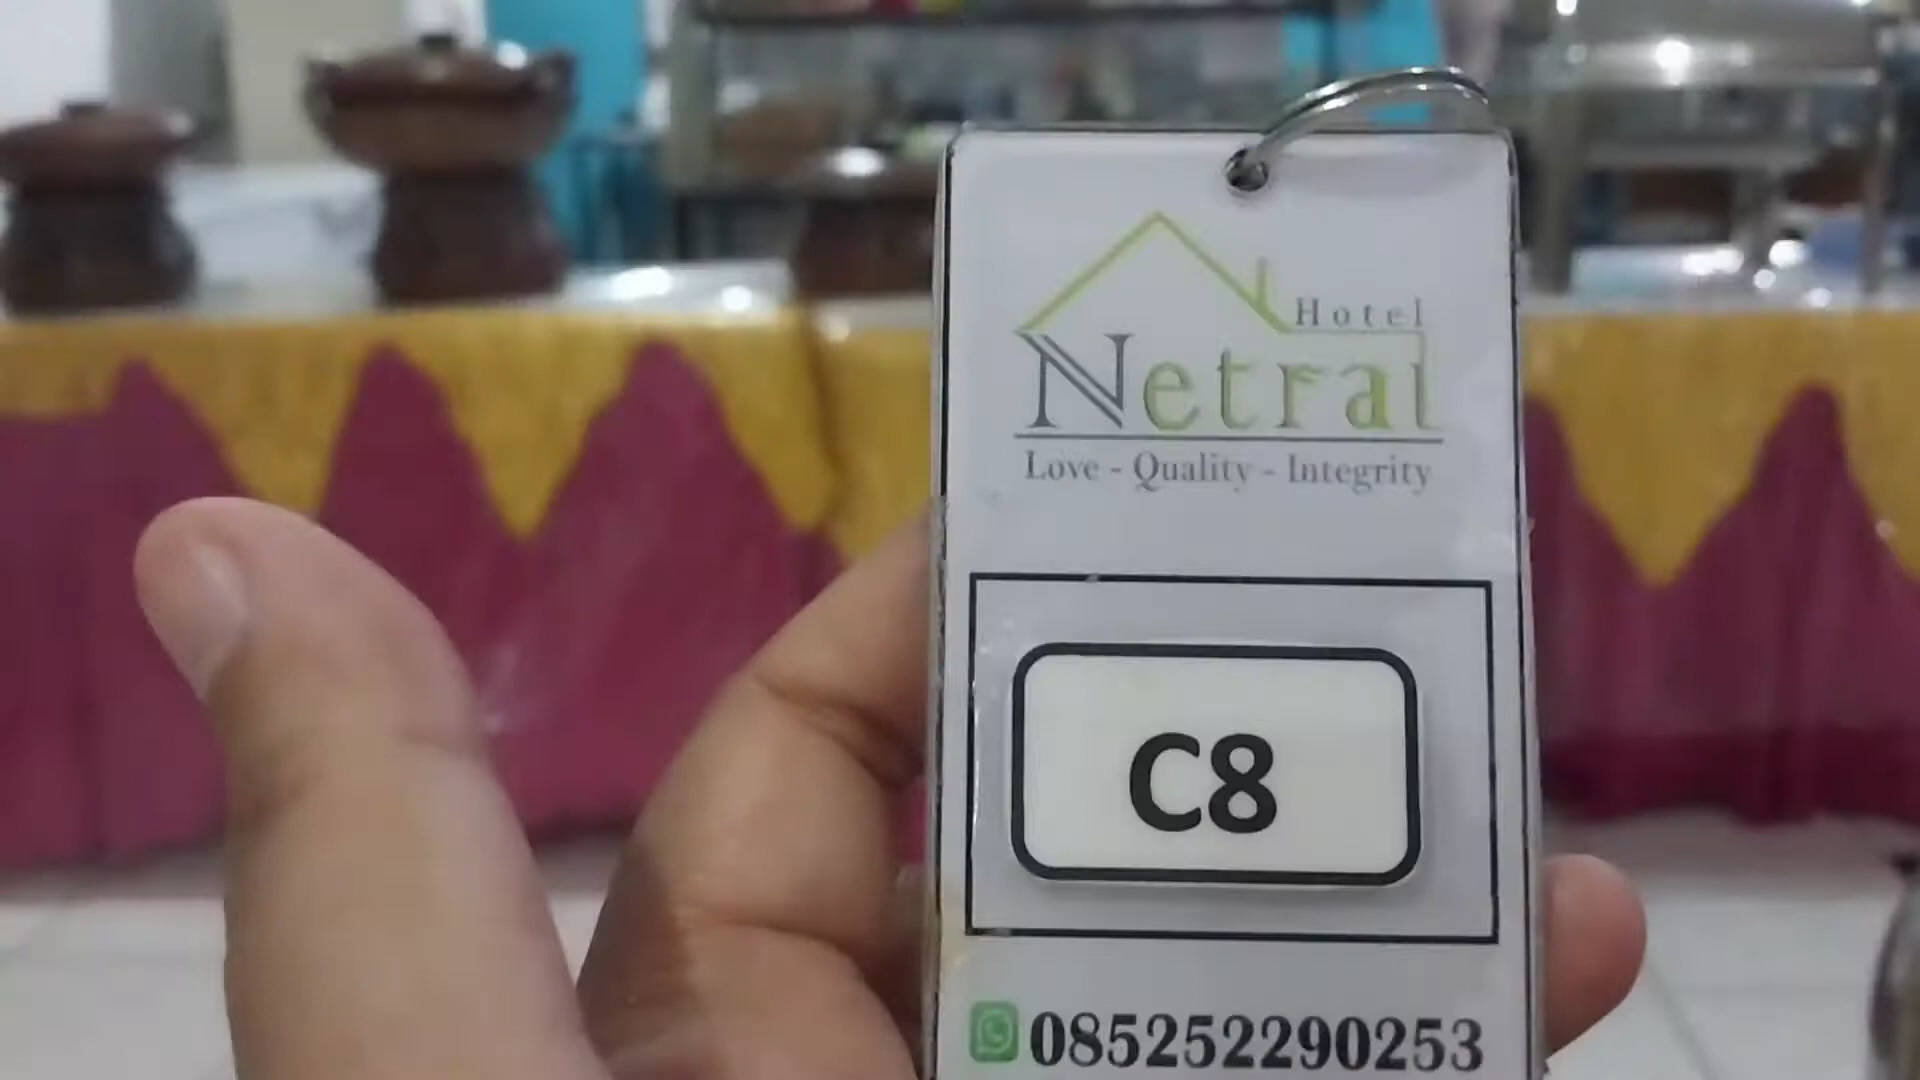 Hotel
Netral
Love - Quality - Integrity
C8
085252290253